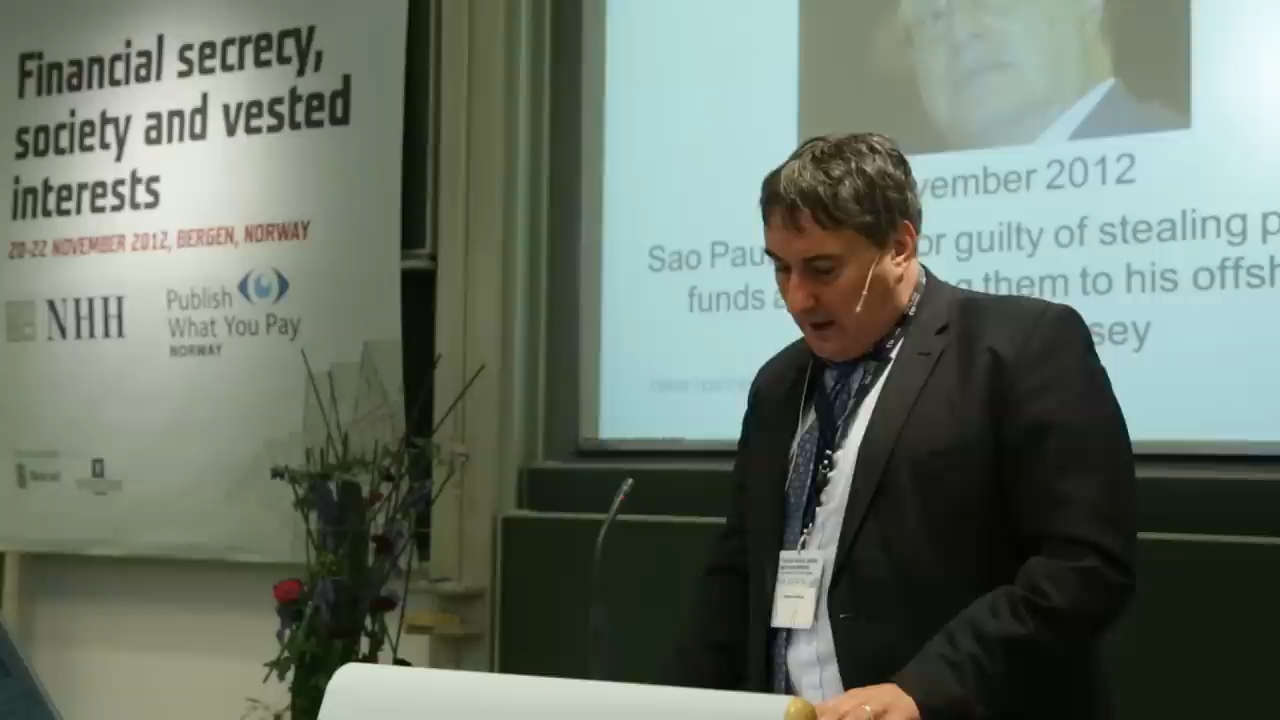 Financial secrecy,
society and vested
interests
20-22 NOVEMBER 2012, BERGEN, NORWAY
NHH
Publish
What You Pay
NORWAY
vember 2012
Sao Pau or guilty of stealing p
funds a g them to his offsh
sey